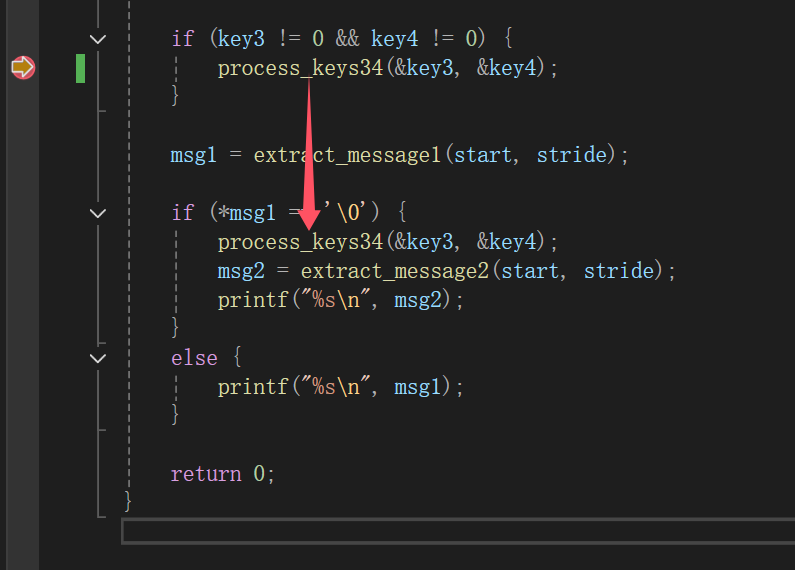 if (key3 != 0 && key4 != 0) {
process_keys34(&key3, &key4);
}
msg1 = extract_message1(start, stride);
if (*msg1 = '\0') {
process_keys34(&key3, &key4);
msg2 = extract_message2(start, stride);
printf("%s\n", msg2);
}
else {
printf("%s\n", msg1);
}
return 0;
}